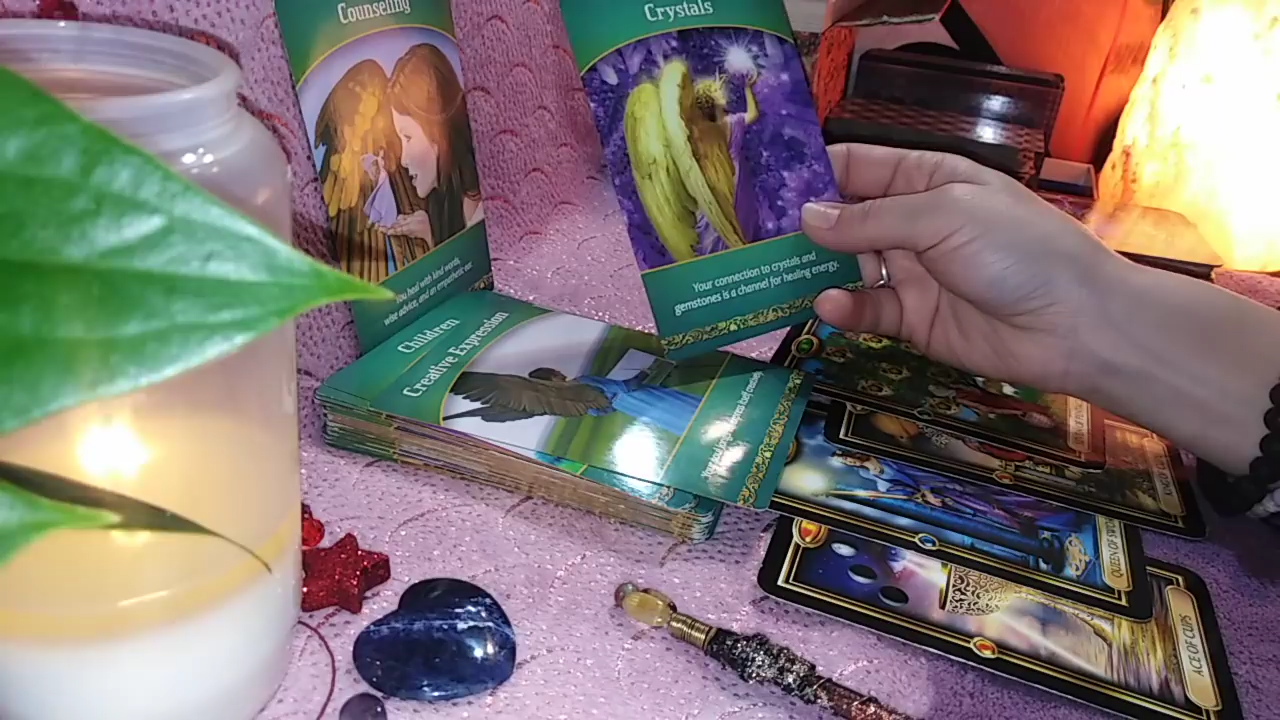 Counseling
You heal with kind words,
wise advice, and an empathetic ear.
Crystals
Your connection to crystals and
gemstones is a channel for healing energy.
Children
Creative Expression
QUEEN OF SWORDS
ACE OF CUPS